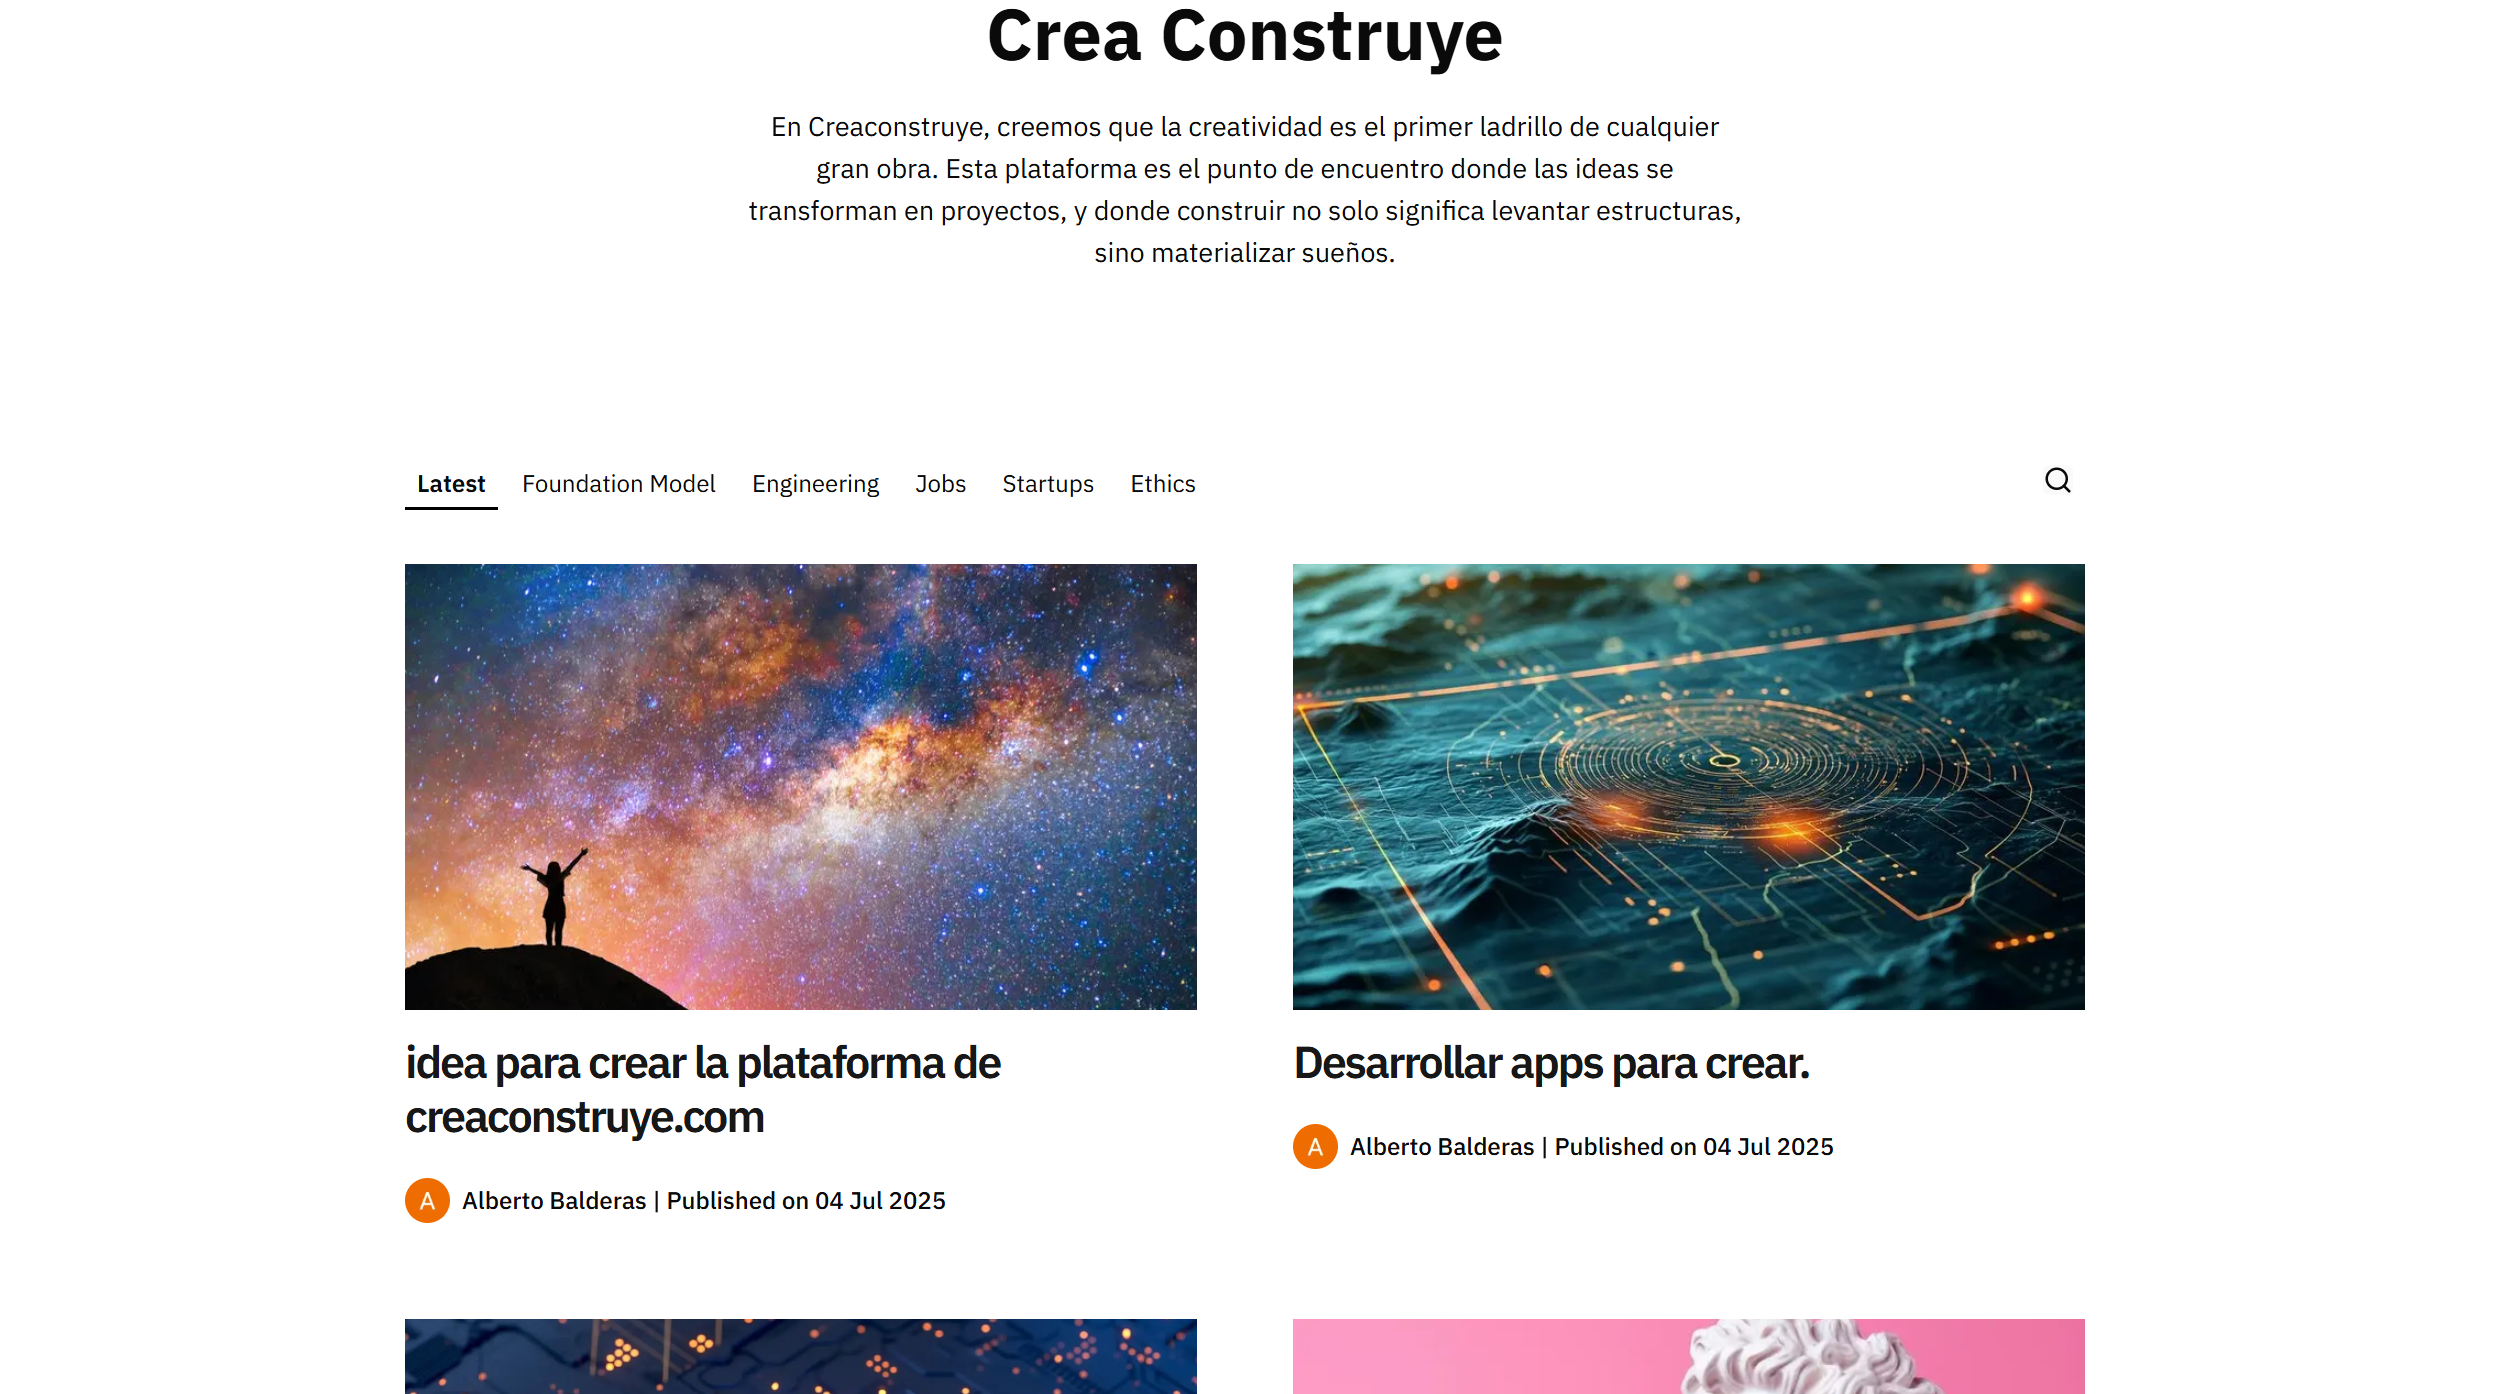 Crea Construye
En Creaconstruye, creemos que la creatividad es el primer ladrillo de cualquier
gran obra. Esta plataforma es el punto de encuentro donde las ideas se
transforman en proyectos, y donde construir no solo significa levantar estructuras,
sino materializar sueños.
Latest Foundation Model Engineering Jobs Startups Ethics
idea para crear la plataforma de
creaconstruye.com
A Alberto Balderas | Published on 04 Jul 2025
Desarrollar apps para crear.
A Alberto Balderas | Published on 04 Jul 2025